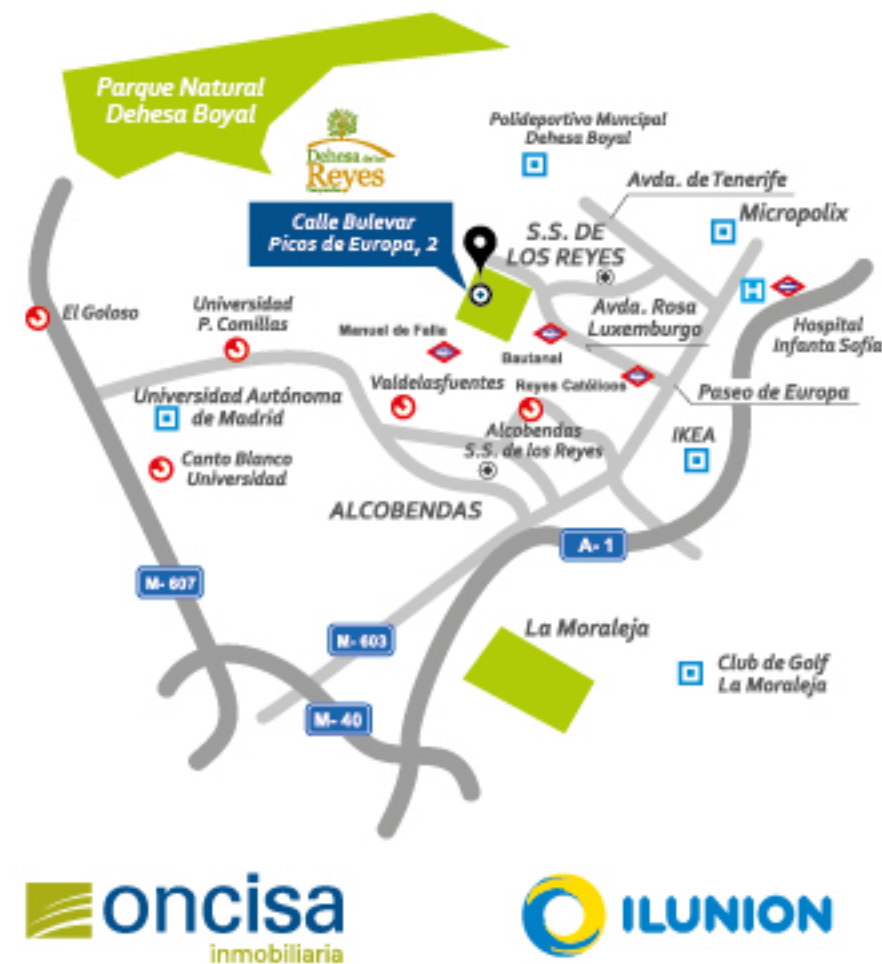 Parque Natural
Dehesa Boyal
Dehesa de los
Reyes
Polideportivo Muncipal
Dehesa Boyal
Avda. de Tenerife
Calle Bulevar
Picos de Europa, 2
S.S. DE
LOS REYES
Micropolix
H
El Goloso
Universidad
P. Comillas
Manuel de Falle
Avda. Rosa
Luxemburgo
Hospital
Infanta Sofía
Bautanal
Valdelasfuentes
Reyes Católicos
Paseo de Europa
Universidad Autónoma
de Madrid
Alcobendas
S.S. de los Reyes
IKEA
Canto Blanco
Universidad
ALCOBENDAS
A-1
M-607
M-603
La Moraleja
Club de Golf
La Moraleja
M-40
oncisa
inmobiliaria
ILUNION